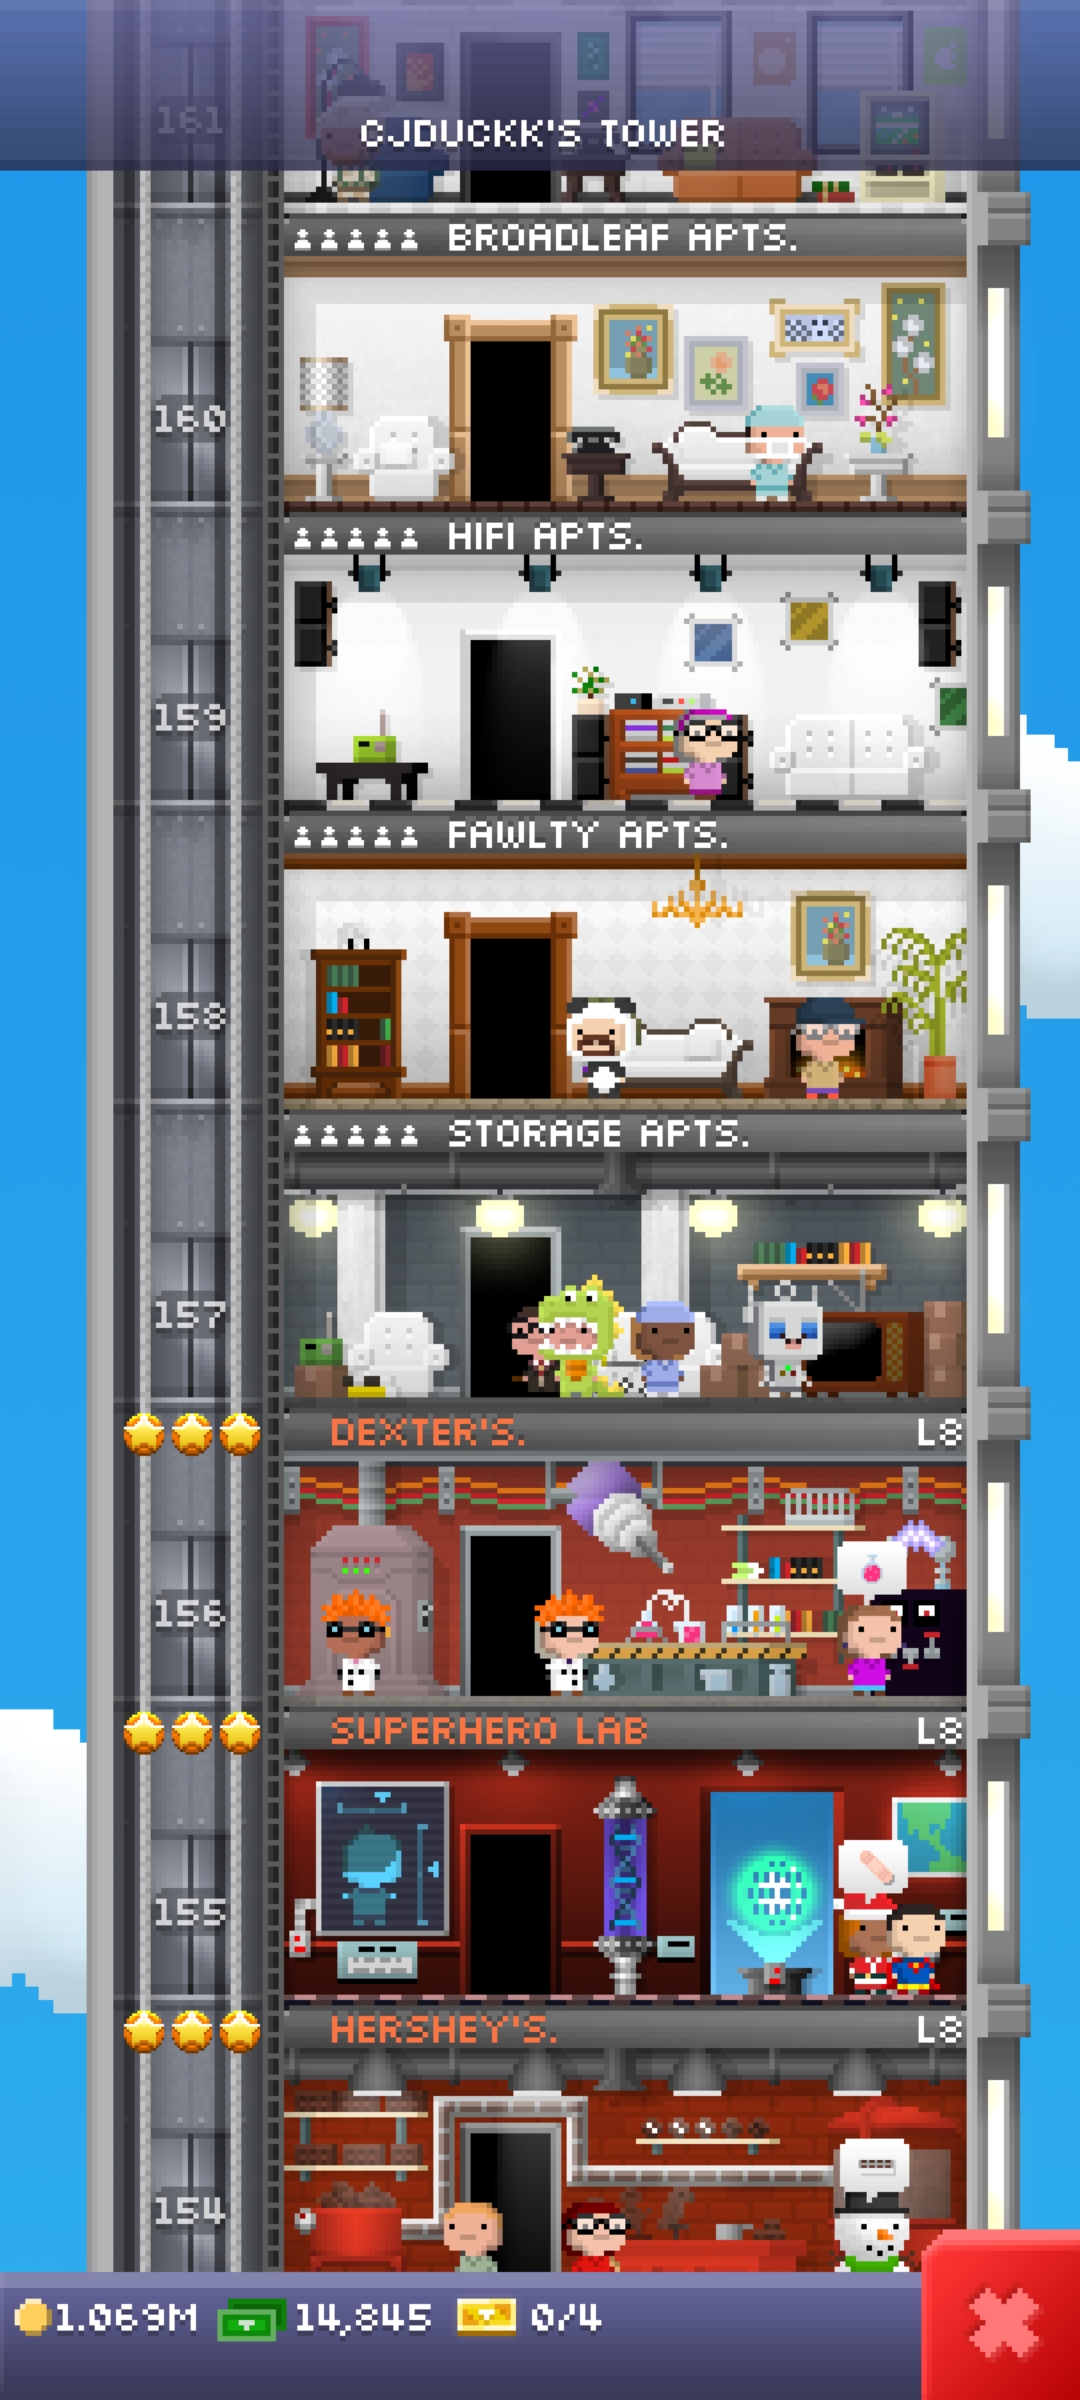 161
CJDUCKK'S TOWER
BROADLEAF APTS.
160
HIFI APTS.
159
FAWLTY APTS.
158
STORAGE APTS.
157
DEXTER'S. L8
156
SUPERHERO LAB L8
155
HERSHEY'S. L8
154
1.069M 14,845 0/4